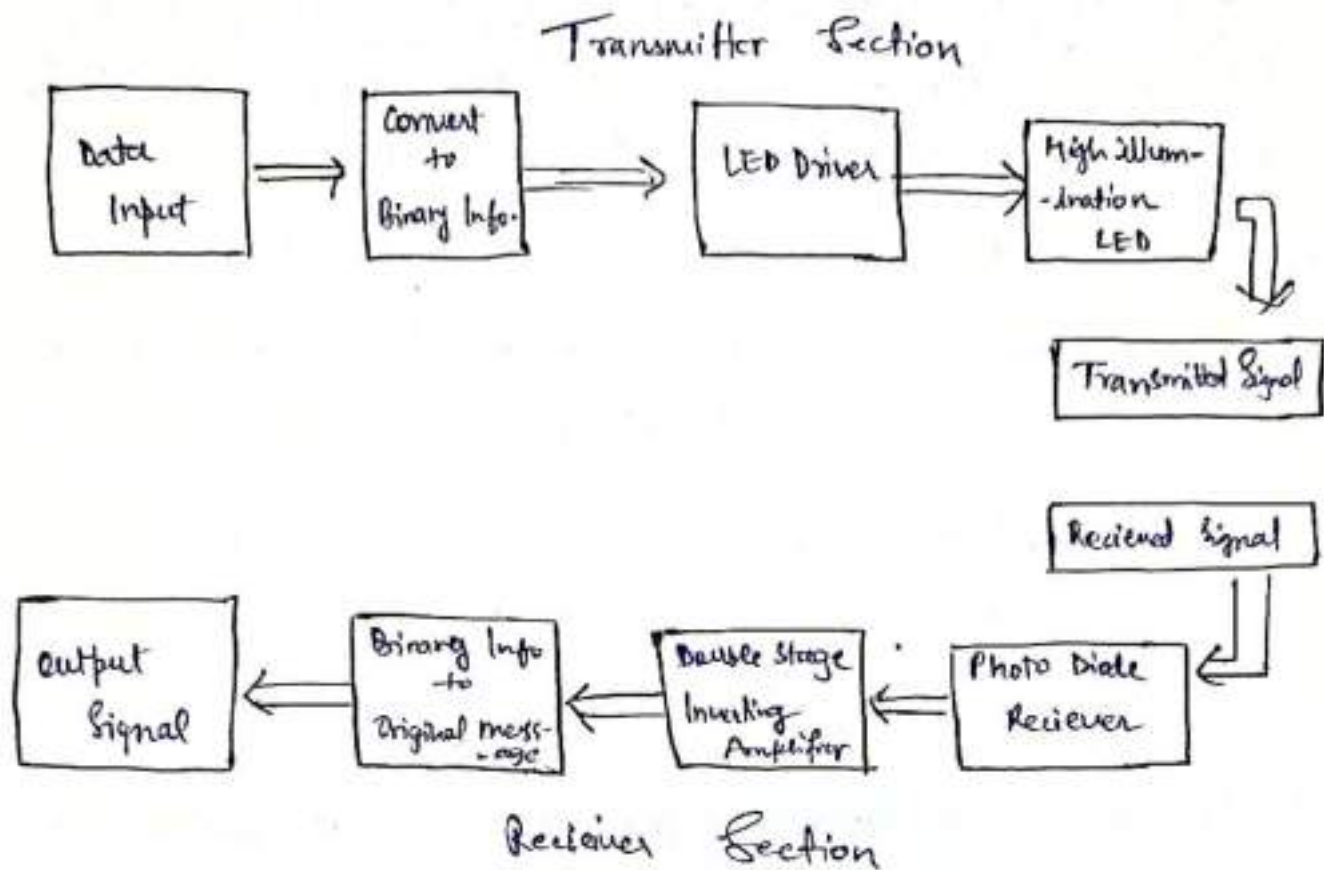 Transmitter Section
Data
Input
Convert
to
Binary Info.
LED Driver
High illum-
-ination
LED
Transmitted Signal
Recieved Signal
Photo Diode
Reciever
Double Stage
Inverting
Amplifier
Binary Info
to
Original mess-
-age
Output
Signal
Reciever Section